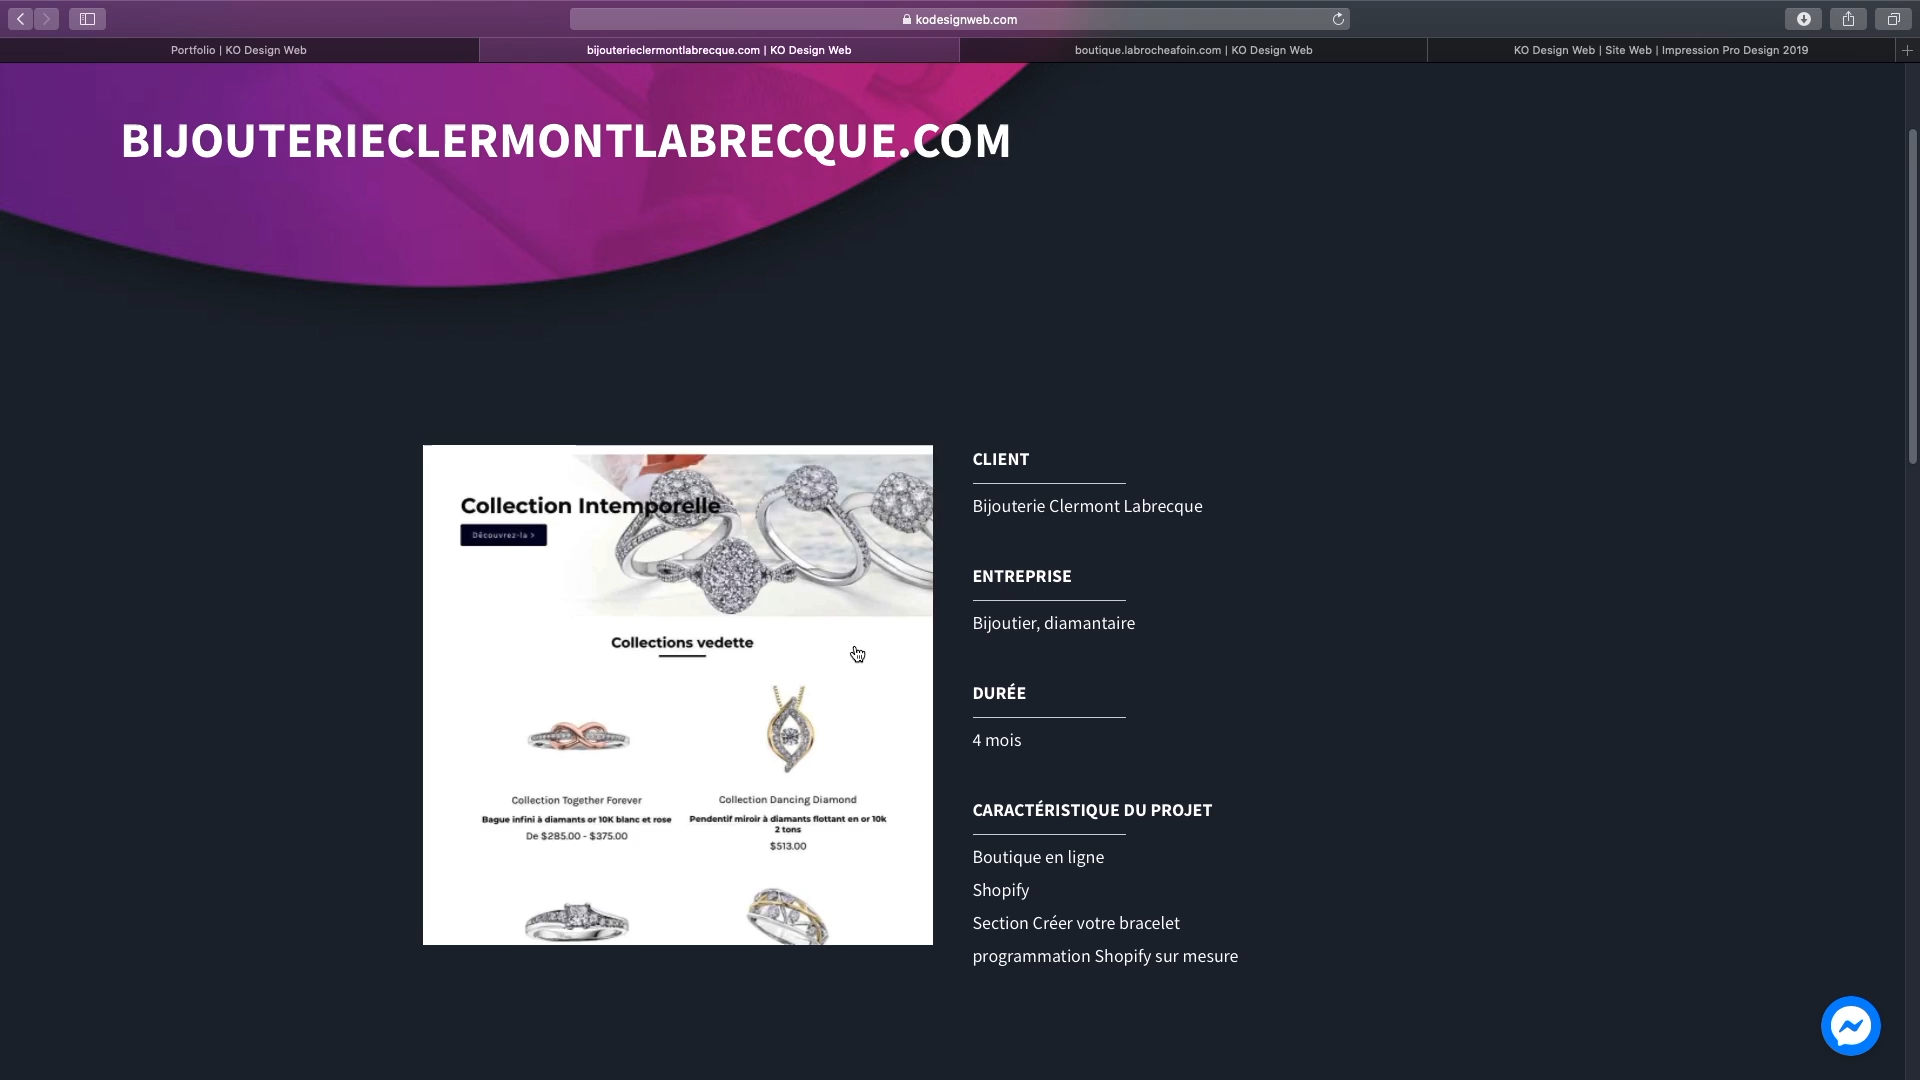 kodesignweb.com
Portfolio | KO Design Web
bijouterieclermontlabrecque.com | KO Design Web
boutique.labrocheafoin.com | KO Design Web
KO Design Web | Site Web | Impression Pro Design 2019
BIJOUTERIECLERMONTLABRECQUE.COM
Collection Intemporelle
Découvrez-la >
Collections vedette
Collection Together Forever
Bague infini à diamants or 10K blanc et rose
De $285.00 - $375.00
Collection Dancing Diamond
Pendentif miroir à diamants flottant en or 10k
2 tons
$513.00
CLIENT
Bijouterie Clermont Labrecque
ENTREPRISE
Bijoutier, diamantaire
DURÉE
4 mois
CARACTÉRISTIQUE DU PROJET
Boutique en ligne
Shopify
Section Créer votre bracelet
programmation Shopify sur mesure